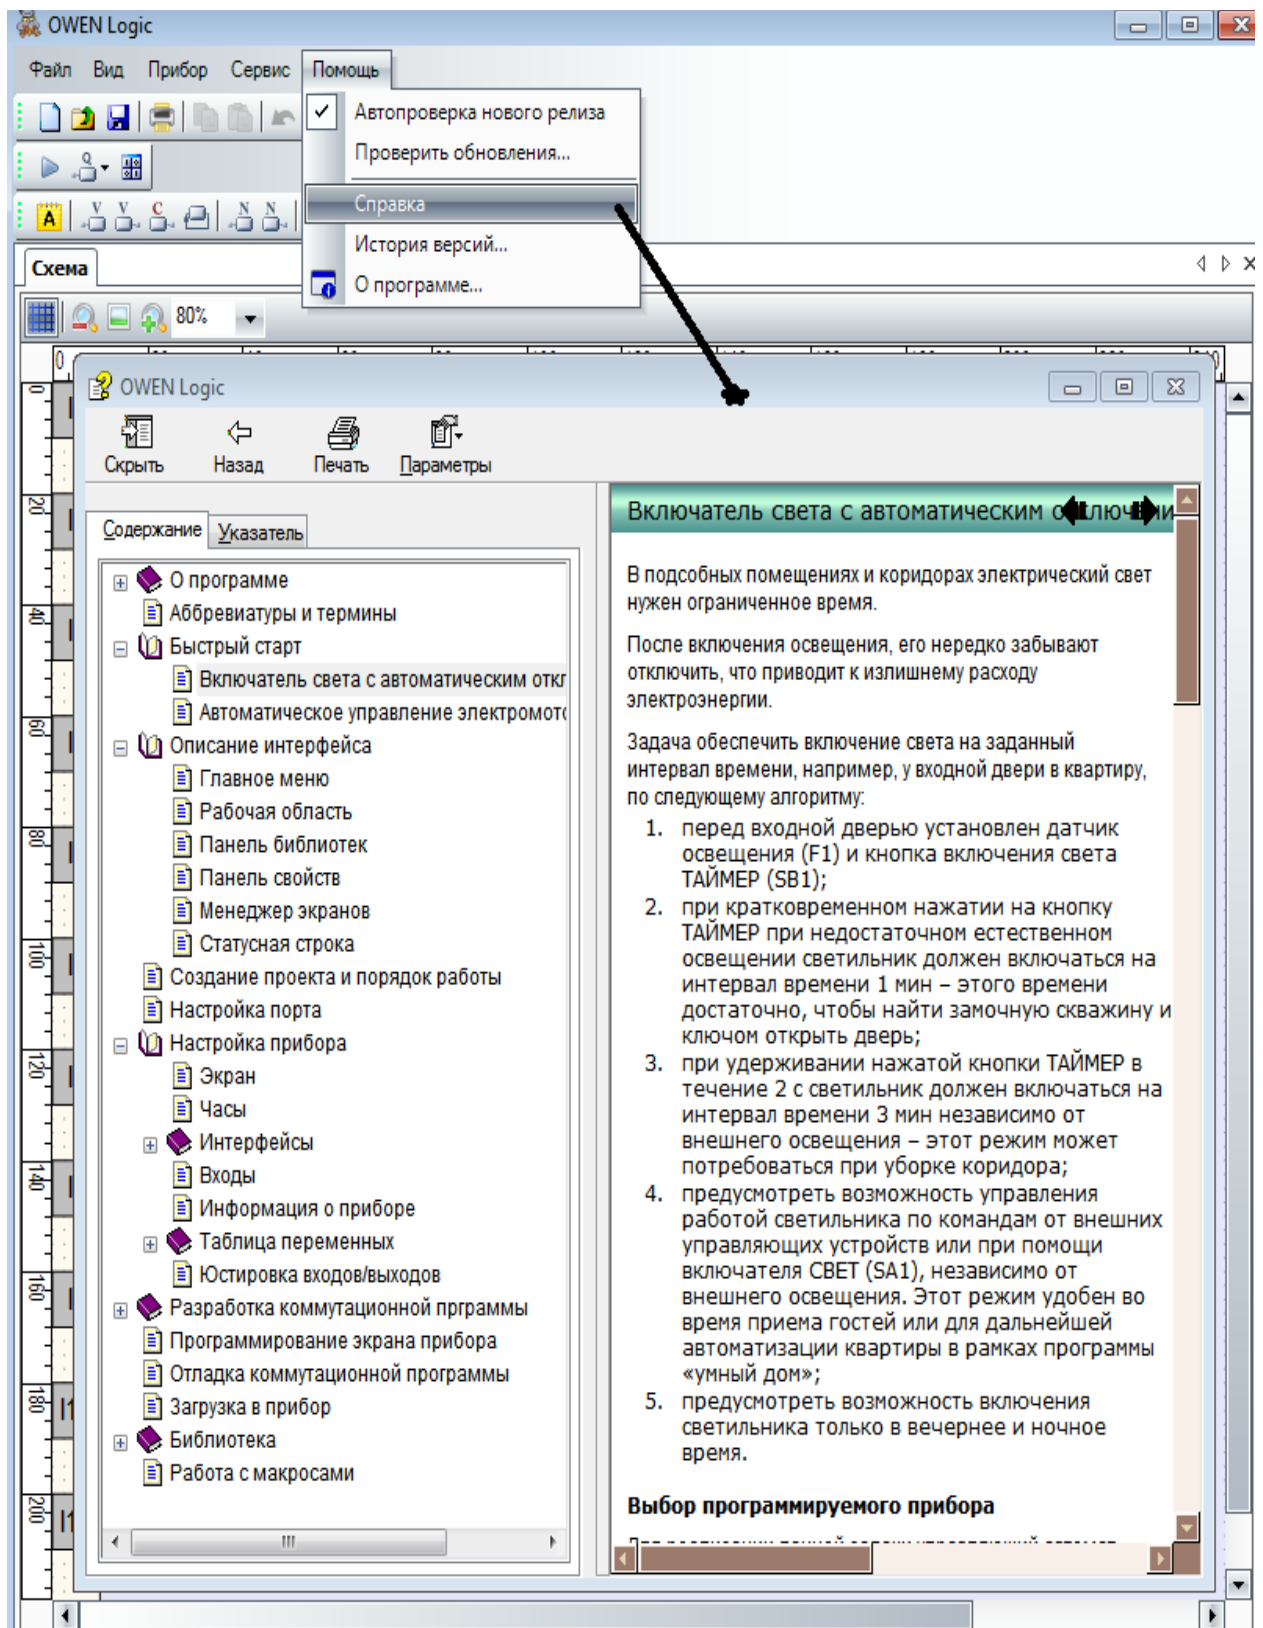 OWEN Logic
Файл Вид Прибор Сервис Помощь
Автопроверка нового релиза
Проверить обновления...
Справка
История версий...
О программе...
Схема
80%
OWEN Logic
Скрыть Назад Печать Параметры
Содержание Указатель
О программе
Аббревиатуры и термины
Быстрый старт
Включатель света с автоматическим откл
Автоматическое управление электромото
Описание интерфейса
Главное меню
Рабочая область
Панель библиотек
Панель свойств
Менеджер экранов
Статусная строка
Создание проекта и порядок работы
Настройка порта
Настройка прибора
Экран
Часы
Интерфейсы
Входы
Информация о приборе
Таблица переменных
Юстировка входов/выходов
Разработка коммутационной прграммы
Программирование экрана прибора
Отладка коммутационной программы
Загрузка в прибор
Библиотека
Работа с макросами
Включатель света с автоматическим
В подсобных помещениях и коридорах электрический свет
нужен ограниченное время.
После включения освещения, его нередко забывают
отключить, что приводит к излишнему расходу
электроэнергии.
Задача обеспечить включение света на заданный
интервал времени, например, у входной двери в квартиру,
по следующему алгоритму:
1. перед входной дверью установлен датчик
освещения (F1) и кнопка включения света
ТАЙМЕР (SB1);
2. при кратковременном нажатии на кнопку
ТАЙМЕР при недостаточном естественном
освещении светильник должен включаться на
интервал времени 1 мин – этого времени
достаточно, чтобы найти замочную скважину и
ключом открыть дверь;
3. при удерживании нажатой кнопки ТАЙМЕР в
течение 2 с светильник должен включаться на
интервал времени 3 мин независимо от
внешнего освещения – этот режим может
потребоваться при уборке коридора;
4. предусмотреть возможность управления
работой светильника по командам от внешних
управляющих устройств или при помощи
включателя СВЕТ (SA1), независимо от
внешнего освещения. Этот режим удобен во
время приема гостей или для дальнейшей
автоматизации квартиры в рамках программы
«умный дом»;
5. предусмотреть возможность включения
светильника только в вечернее и ночное
время.
Выбор программируемого прибора
0
0
20
40
60
80
100
120
140
160
180
200